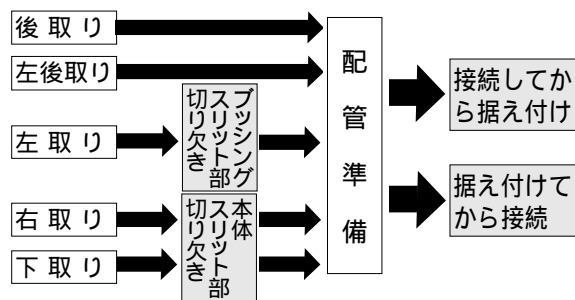 後取り
左後取り
左取り
右取り
下取り
ブッシング
スリット部
切り欠き
本体
スリット部
切り欠き
配管準備
接続してか
ら据え付け
据え付けて
から接続